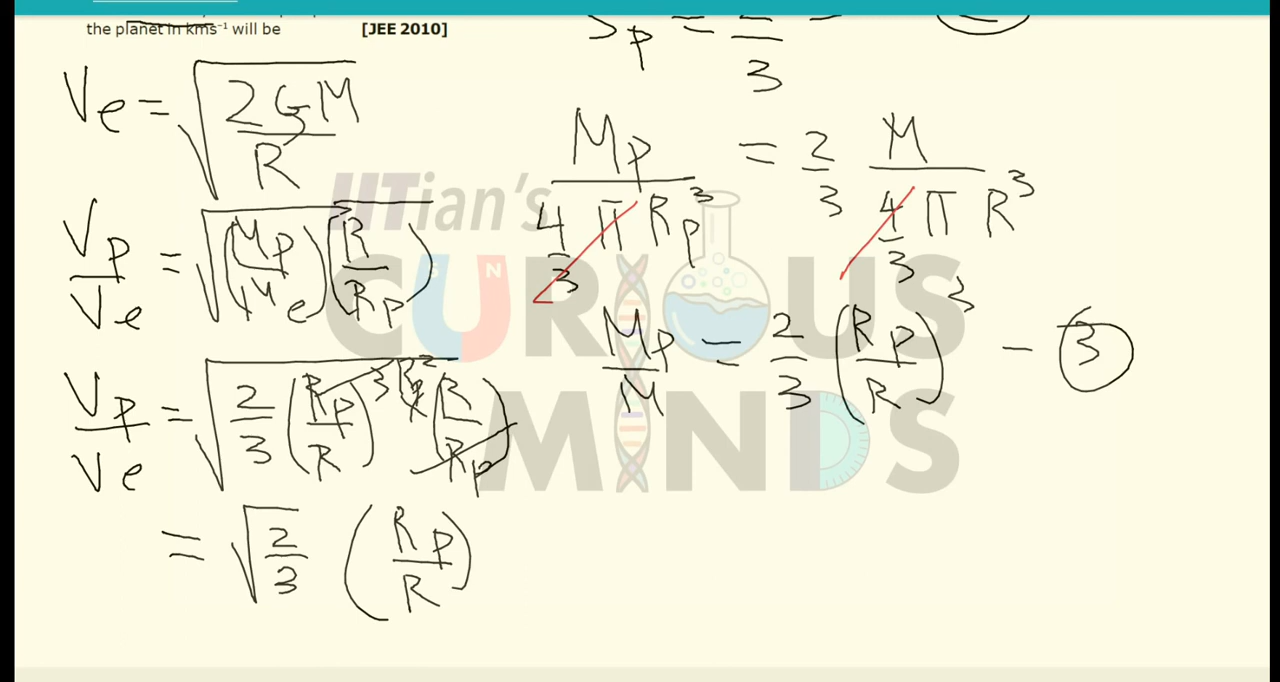 the planet in kms⁻¹ will be [JEE 2010]
Sp = 2/3 - (2)
Ve = √(2GM/R)
Mp/(4/3 π Rp³) = 2/3 M/(4/3 π R³)
IITian's
CURIOUS
S N
MINDS
Vp/Ve = √((Mp/Me)(R/Rp))
Mp/M = 2/3 (Rp/R)³ - (3)
Vp/Ve = √(2/3 (Rp/R)³ (R/Rp))
= √(2/3) (Rp/R)